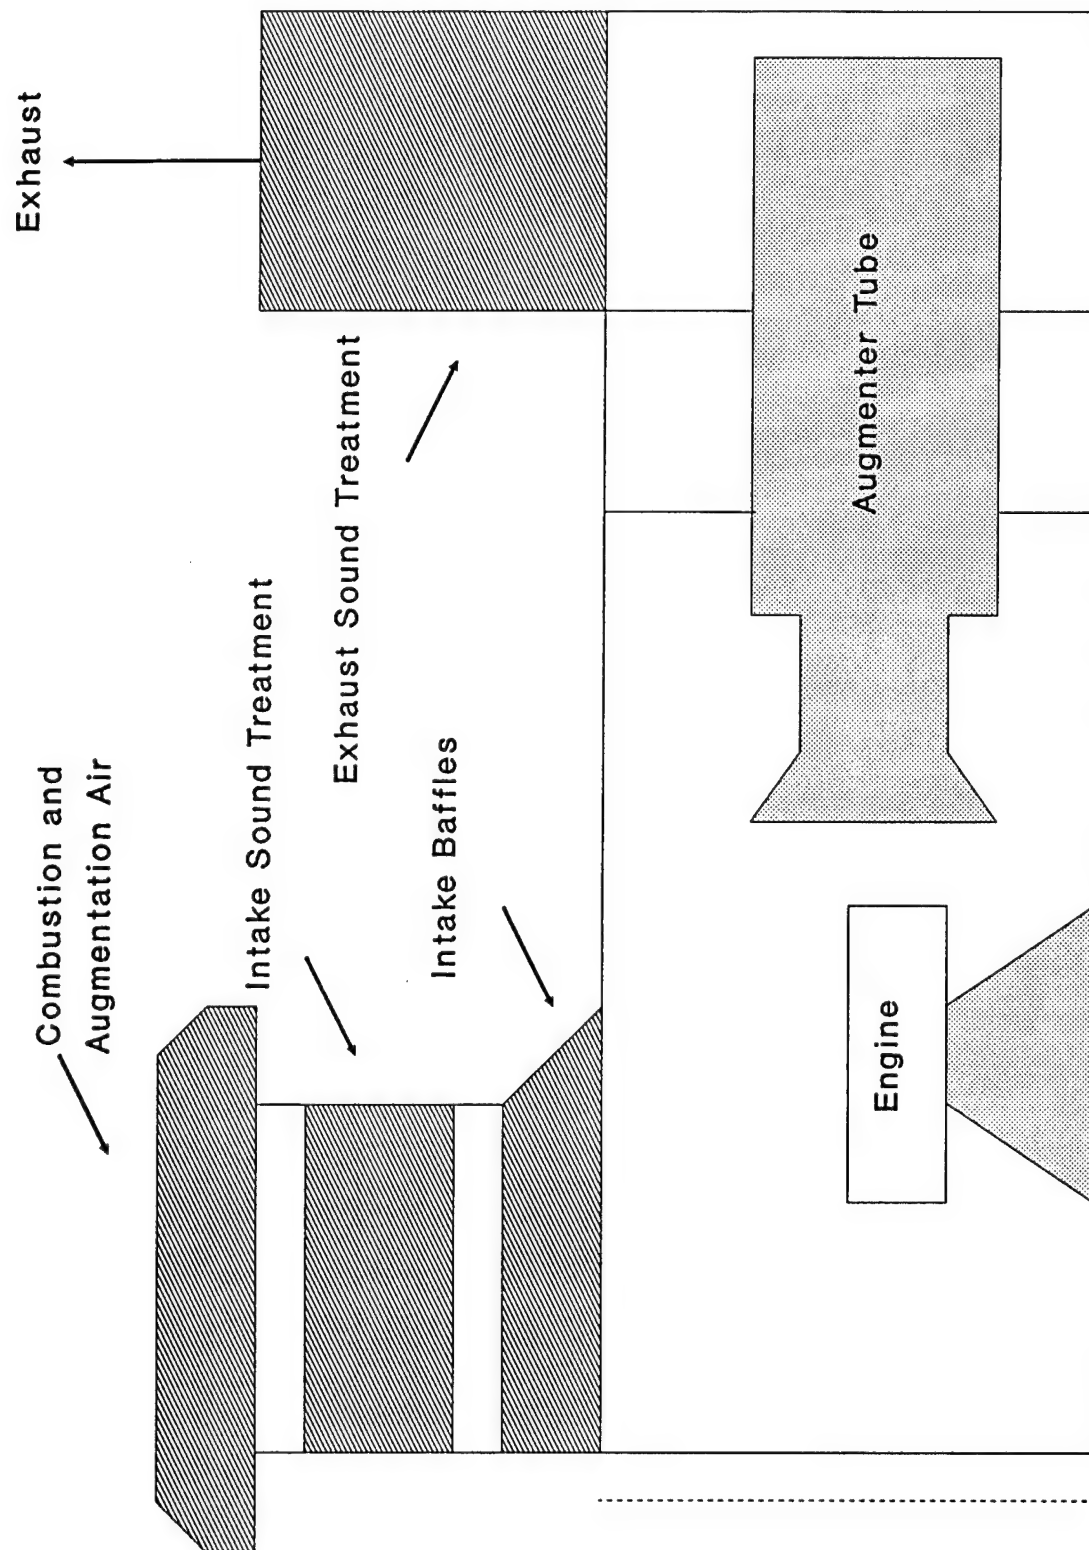 Exhaust
Combustion and
Augmentation Air
Intake Sound Treatment
Exhaust Sound Treatment
Intake Baffles
Engine
Augmenter Tube